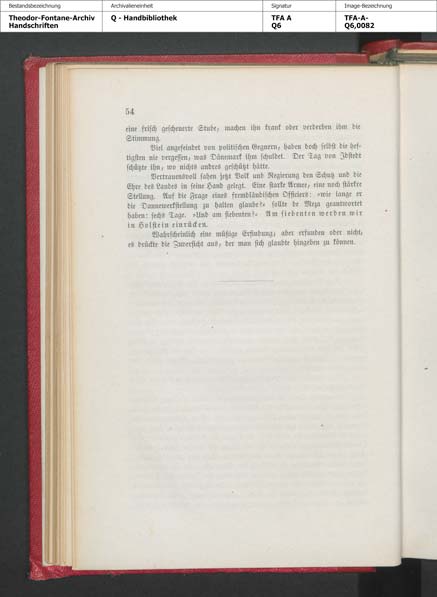 Bestandsbezeichnung
Archivalieneinheit
Signatur
Image-Bezeichnung
Theodor-Fontane-Archiv
Handschriften
Q - Handbibliothek
TFA A
Q6
TFA-A-
Q6,0082
54
eine frisch gescheuerte Stube, machen ihn krank oder verderben ihm die
Stimmung.
Viel angefeindet von politischen Gegnern, haben doch selbst die hef-
tigsten nie vergessen, was Dänemark ihm schuldet. Der Tag von Idstedt
schützte ihn, wo nichts andres geschützt hätte.
Vertrauensvoll sahen jetzt Volk und Regierung den Schutz und die
Ehre des Landes in seine Hand gelegt. Eine starke Armee, eine noch stärkre
Stellung. Auf die Frage eines fremdländischen Offiziers: »wie lange er
die Dannewerkstellung zu halten glaube?« sollte de Meza geantwortet
haben: sechs Tage. »Und am siebenten?« Am siebenten werden wir
in Holstein einrücken.
Wahrscheinlich eine müßige Erfindung; aber erfunden oder nicht,
es drückte die Zuversicht aus, der man sich glaubte hingeben zu können.